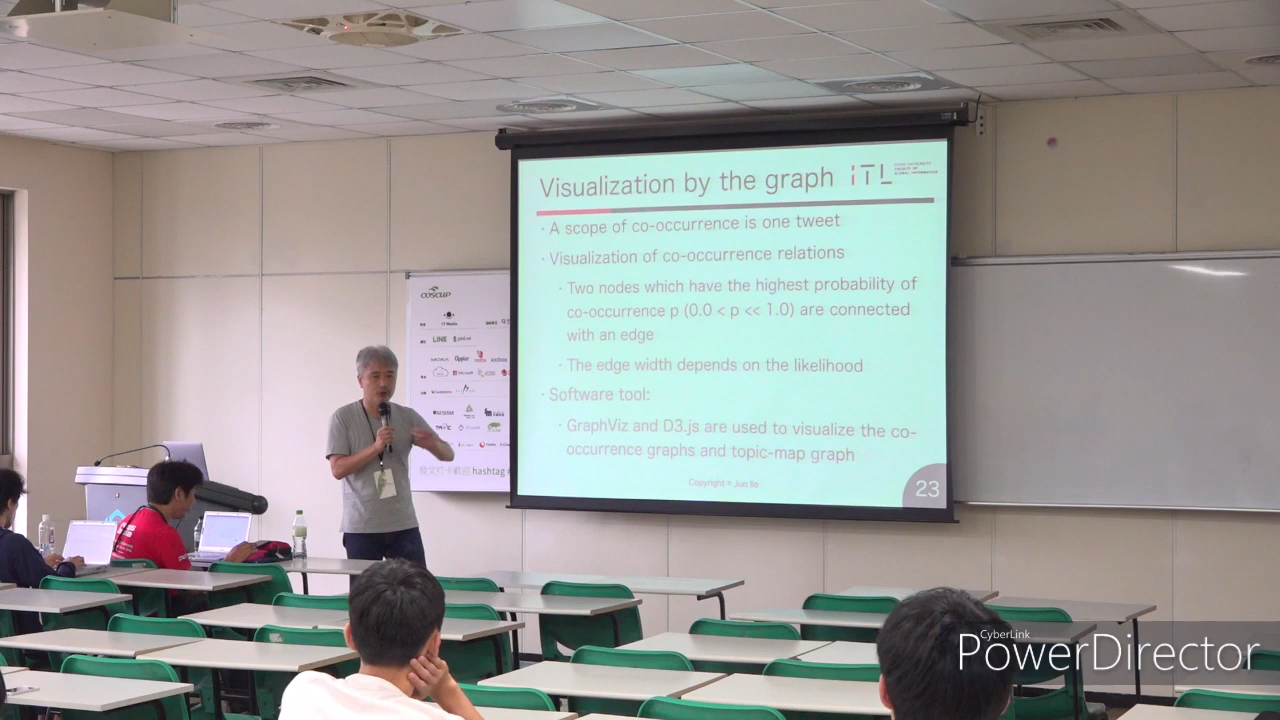 Visualization by the graph
ITL
· A scope of co-occurrence is one tweet
· Visualization of co-occurrence relations
· Two nodes which have the highest probability of
co-occurrence p (0.0 < p << 1.0) are connected
with an edge
· The edge width depends on the likelihood
· Software tool:
· GraphViz and D3.js are used to visualize the co-
occurrence graphs and topic-map graph
Copyright © Jun Iio
23
COSCUP
LINE
Microsoft
hashtag
CyberLink
PowerDirector